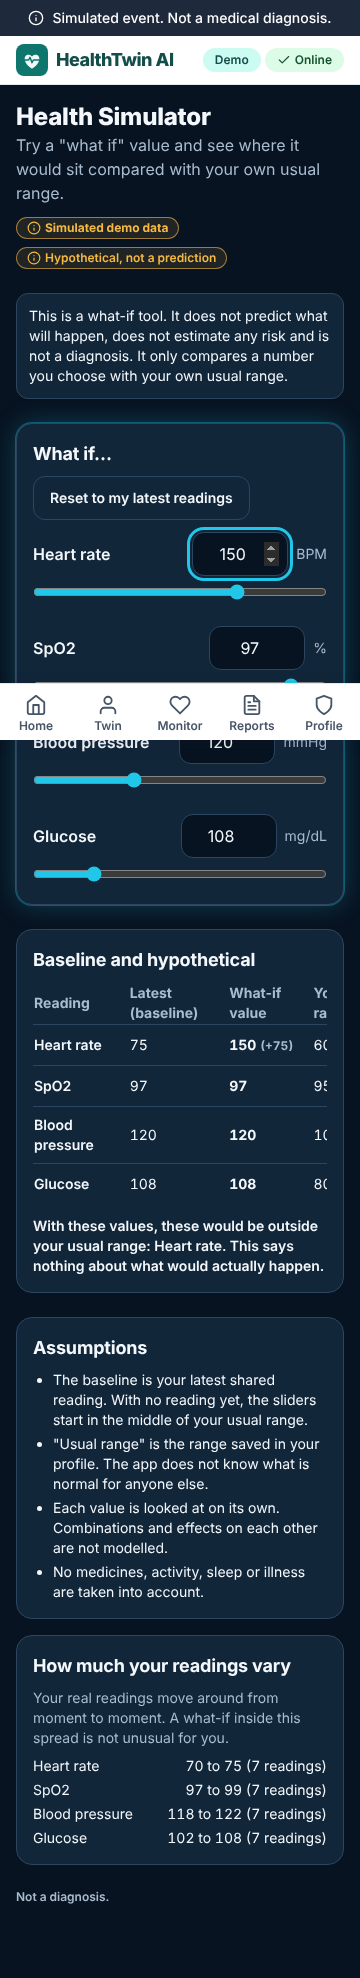 Simulated event. Not a medical diagnosis.
HealthTwin AI
Demo
Online
Health Simulator
Try a "what if" value and see where it
would sit compared with your own usual
range.
Simulated demo data
Hypothetical, not a prediction
This is a what-if tool. It does not predict what
will happen, does not estimate any risk and is
not a diagnosis. It only compares a number
you choose with your own usual range.
What if...
Reset to my latest readings
Heart rate 150 BPM
SpO2 97 %
Home Twin Monitor Reports Profile
Blood pressure 120 mmHg
Glucose 108 mg/dL
Baseline and hypothetical
Reading Latest (baseline) What-if value
Heart rate 75 150 (+75) 60
SpO2 97 97 95
Blood pressure 120 120 10
Glucose 108 108 80
With these values, these would be outside
your usual range: Heart rate. This says
nothing about what would actually happen.
Assumptions
The baseline is your latest shared
reading. With no reading yet, the sliders
start in the middle of your usual range.
"Usual range" is the range saved in your
profile. The app does not know what is
normal for anyone else.
Each value is looked at on its own.
Combinations and effects on each other
are not modelled.
No medicines, activity, sleep or illness
are taken into account.
How much your readings vary
Your real readings move around from
moment to moment. A what-if inside this
spread is not unusual for you.
Heart rate 70 to 75 (7 readings)
SpO2 97 to 99 (7 readings)
Blood pressure 118 to 122 (7 readings)
Glucose 102 to 108 (7 readings)
Not a diagnosis.